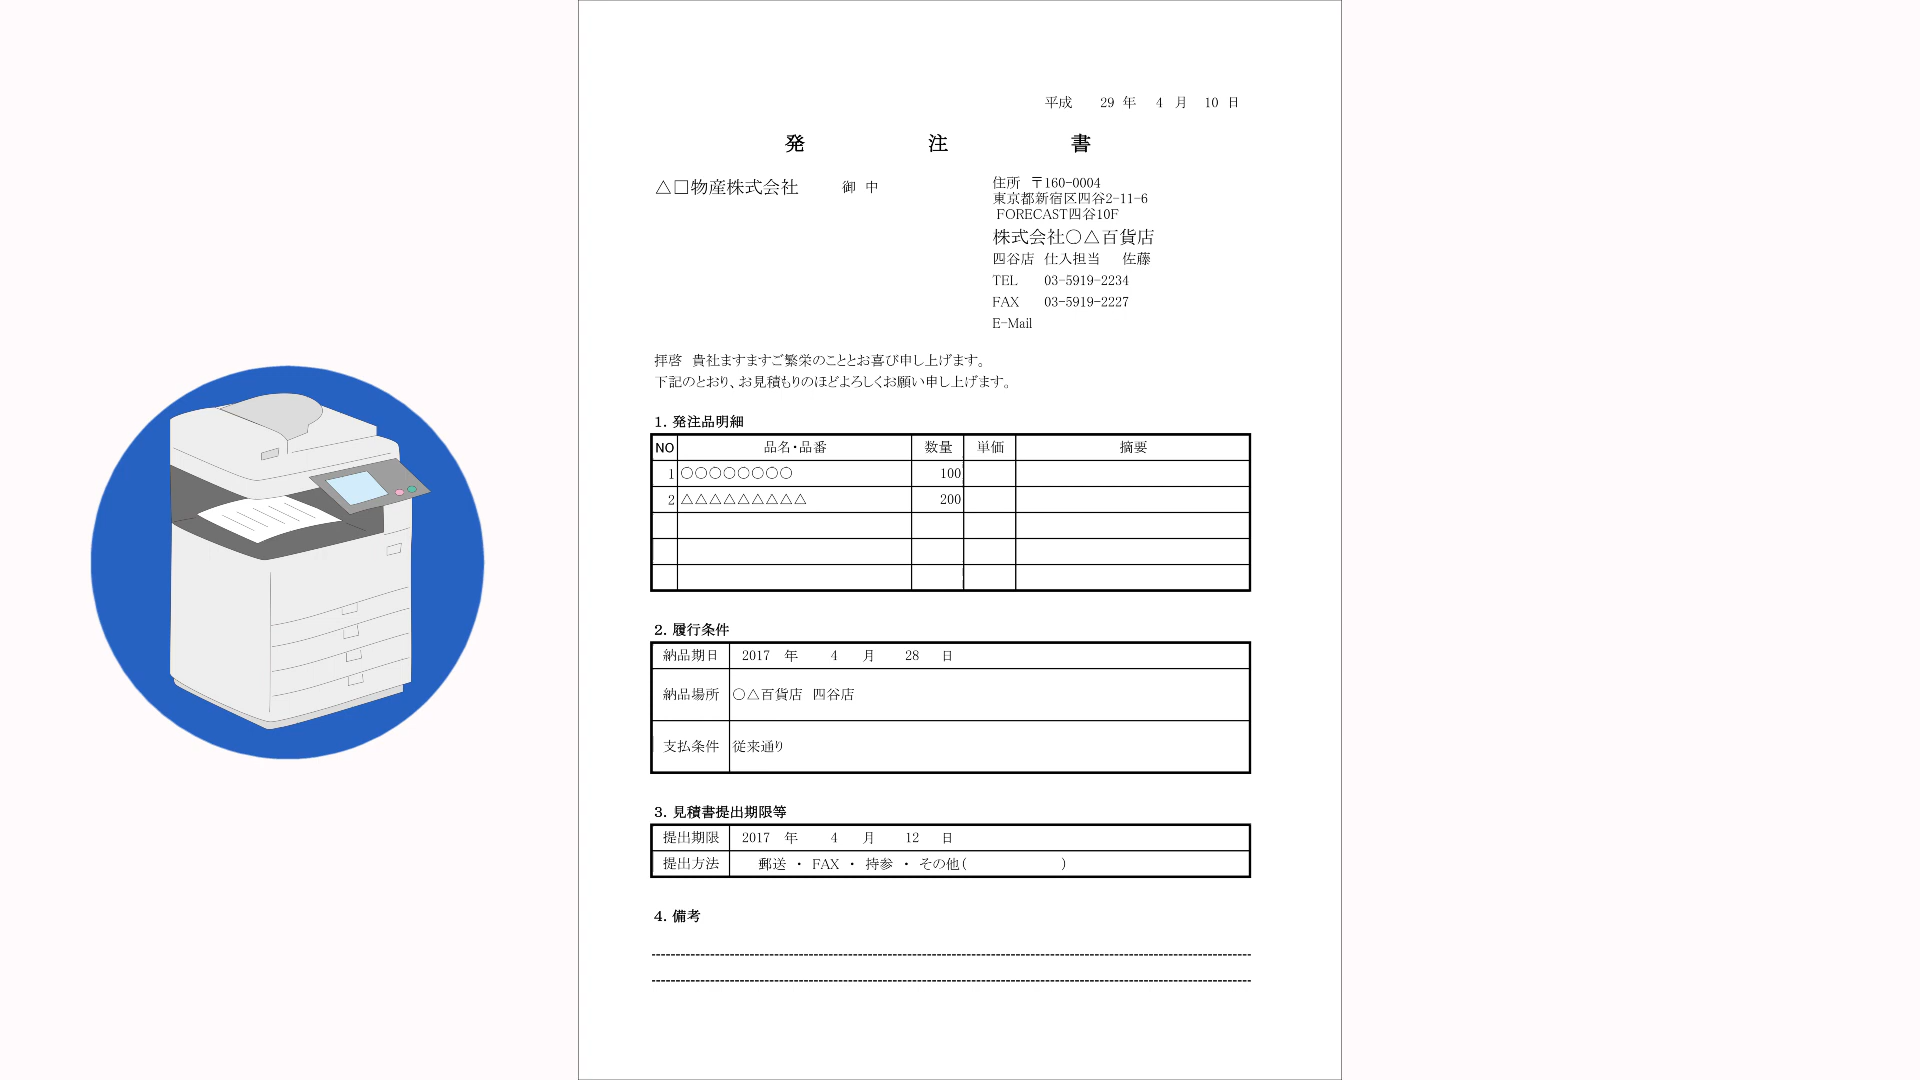 平成 29 年 4 月 10 日
発 注 書
△□物産株式会社 御 中
住所 〒160-0004
東京都新宿区四谷2-11-6
FORECAST四谷10F
株式会社○△百貨店
四谷店 仕入担当 佐藤
TEL 03-5919-2234
FAX 03-5919-2227
E-Mail
拝啓 貴社ますますご繁栄のこととお喜び申し上げます。
下記のとおり、お見積もりのほどよろしくお願い申し上げます。
1. 発注品明細
NO 品名・品番 数量 単価 摘要
1 ○○○○○○○○ 100
2 △△△△△△△△△ 200
2. 履行条件
納品期日 2017 年 4 月 28 日
納品場所 ○△百貨店 四谷店
支払条件 従来通り
3. 見積書提出期限等
提出期限 2017 年 4 月 12 日
提出方法 郵送 ・ FAX ・ 持参 ・ その他( )
4. 備考